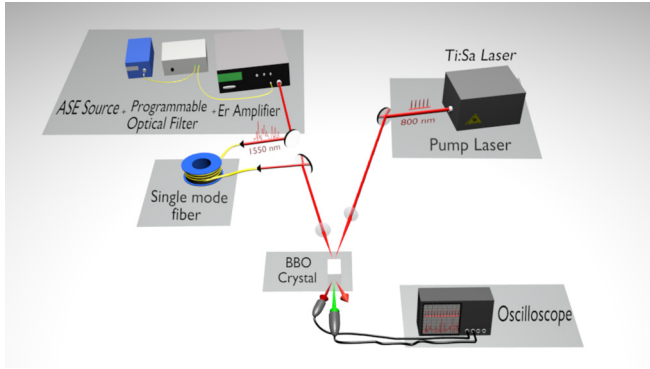 Ti:Sa Laser
ASE Source + Programmable + Er Amplifier
Optical Filter
800 nm
Pump Laser
1550 nm
Single mode
fiber
BBO
Crystal
Oscilloscope